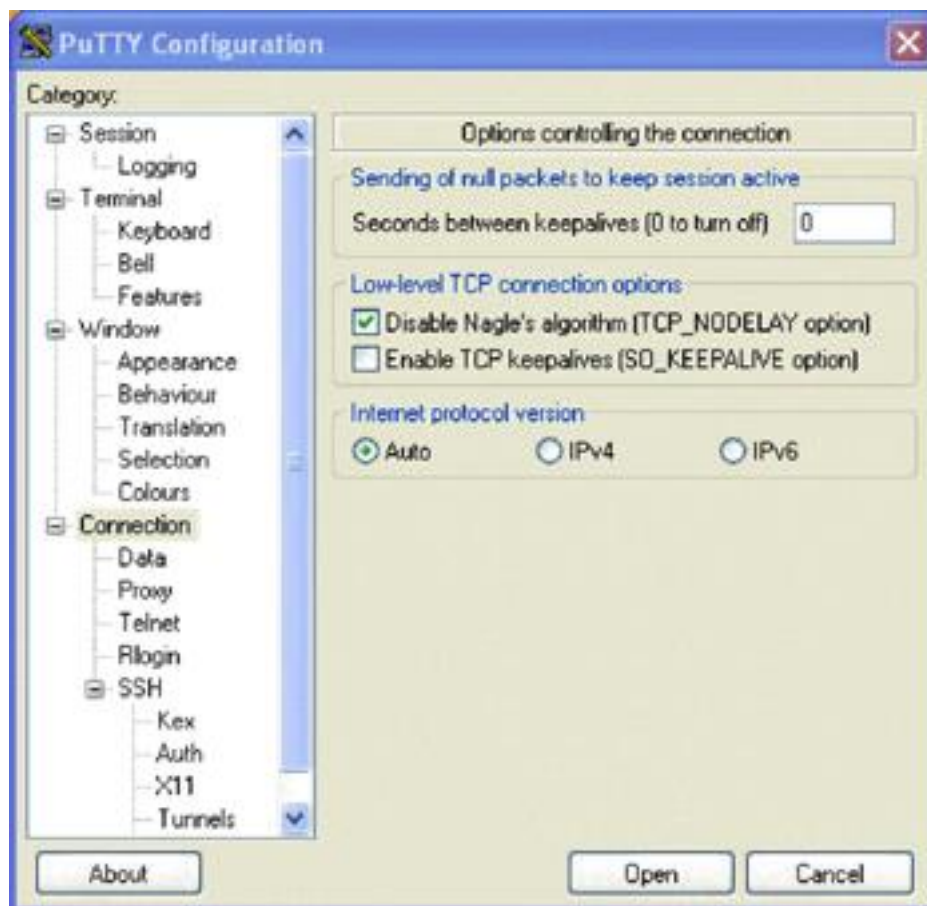 PuTTY Configuration
Category:
Session
Logging
Terminal
Keyboard
Bell
Features
Window
Appearance
Behaviour
Translation
Selection
Colours
Connection
Data
Proxy
Telnet
Rlogin
SSH
Kex
Auth
X11
Tunnels
Options controlling the connection
Sending of null packets to keep session active
Seconds between keepalives (0 to turn off) 0
Low-level TCP connection options
Disable Nagle's algorithm (TCP_NODELAY option)
Enable TCP keepalives (SO_KEEPALIVE option)
Internet protocol version
Auto IPv4 IPv6
About Open Cancel